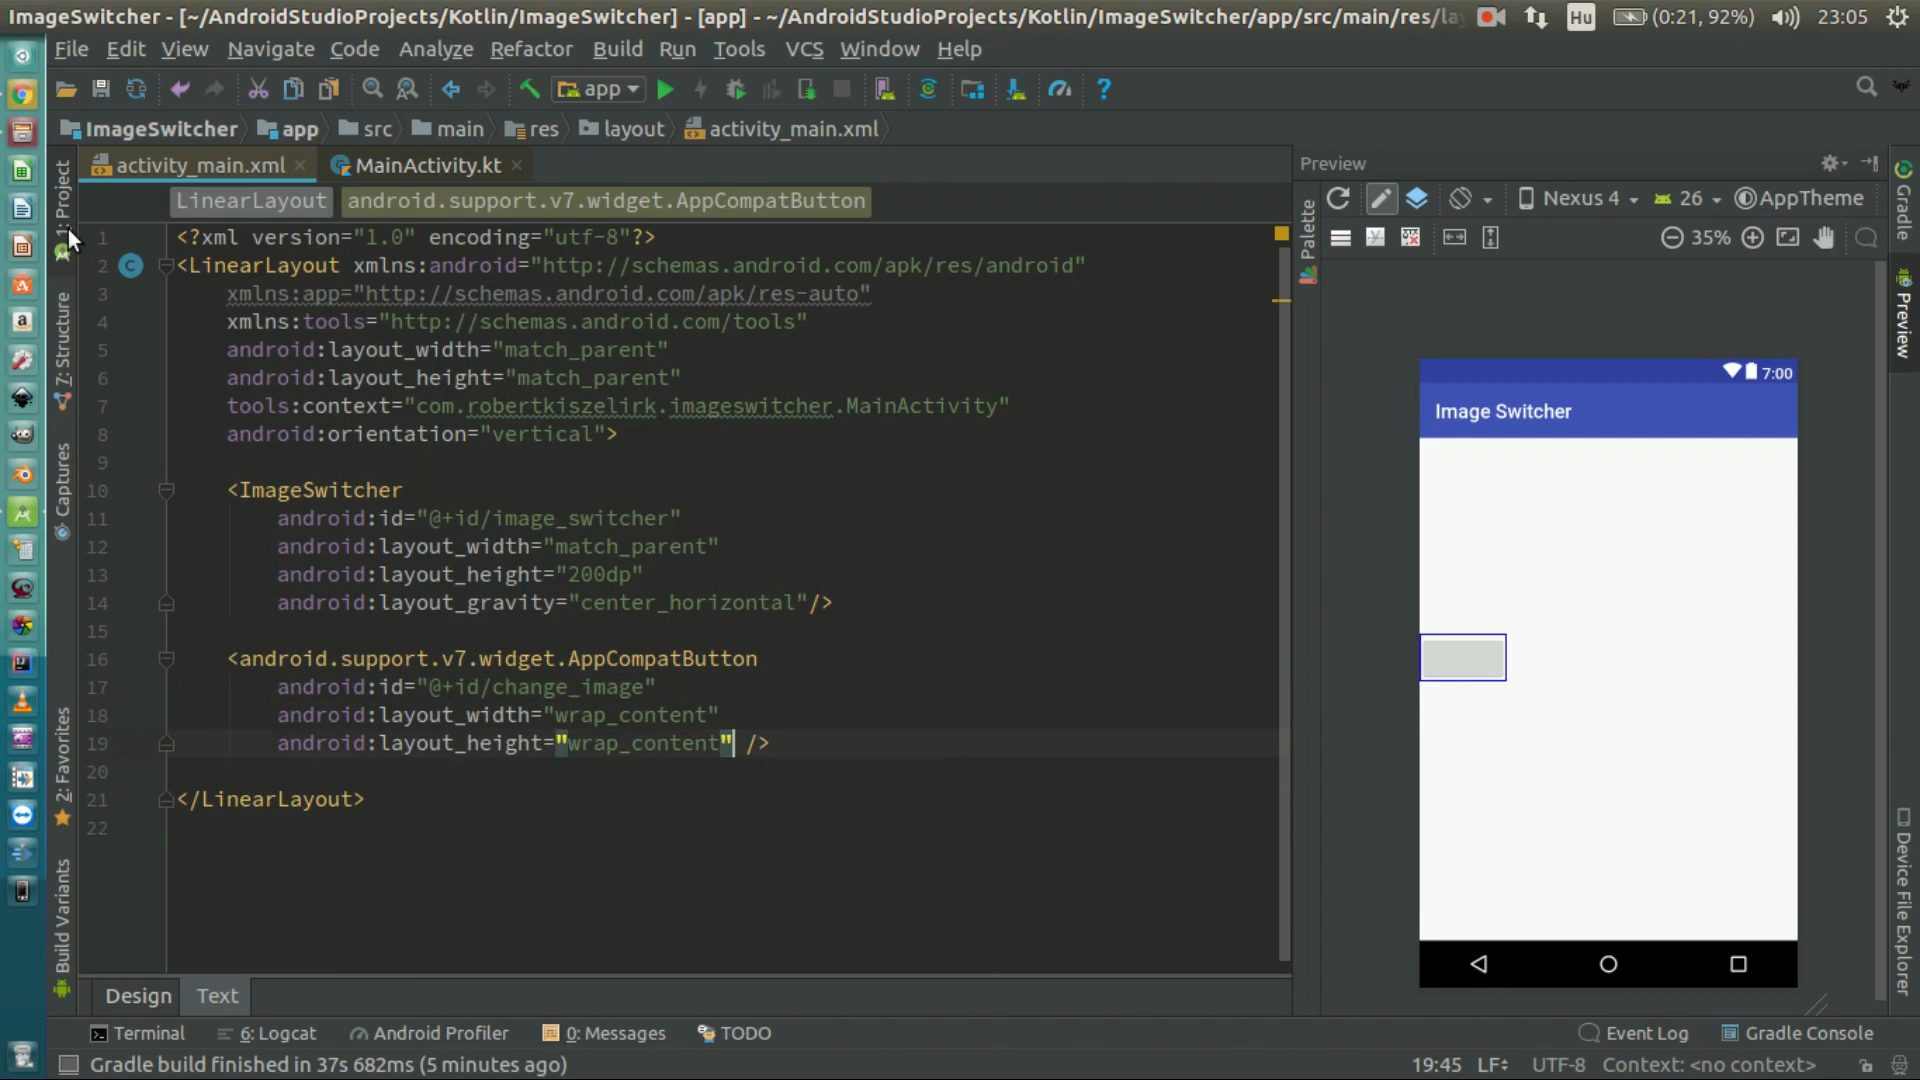 ImageSwitcher - [~/AndroidStudioProjects/Kotlin/ImageSwitcher] - [app] - ~/AndroidStudioProjects/Kotlin/ImageSwitcher/app/src/main/res/lay
Hu
(0:21, 92%)
23:05
File Edit View Navigate Code Analyze Refactor Build Run Tools VCS Window Help
app
ImageSwitcher app src main res layout activity_main.xml
activity_main.xml MainActivity.kt
LinearLayout android.support.v7.widget.AppCompatButton
1 <?xml version="1.0" encoding="utf-8"?>
2 <LinearLayout xmlns:android="http://schemas.android.com/apk/res/android"
3 xmlns:app="http://schemas.android.com/apk/res-auto"
4 xmlns:tools="http://schemas.android.com/tools"
5 android:layout_width="match_parent"
6 android:layout_height="match_parent"
7 tools:context="com.robertkiszelirk.imageswitcher.MainActivity"
8 android:orientation="vertical">
9
10 <ImageSwitcher
11 android:id="@+id/image_switcher"
12 android:layout_width="match_parent"
13 android:layout_height="200dp"
14 android:layout_gravity="center_horizontal"/>
15
16 <android.support.v7.widget.AppCompatButton
17 android:id="@+id/change_image"
18 android:layout_width="wrap_content"
19 android:layout_height="wrap_content" />
20
21 </LinearLayout>
22
1: Project
7: Structure
Captures
2: Favorites
Build Variants
Preview
Palette
Nexus 4 26 AppTheme
35%
7:00
Image Switcher
Gradle
Preview
Device File Explorer
Design Text
Terminal 6: Logcat Android Profiler 0: Messages TODO Event Log Gradle Console
Gradle build finished in 37s 682ms (5 minutes ago)
19:45 LF UTF-8 Context: <no context>